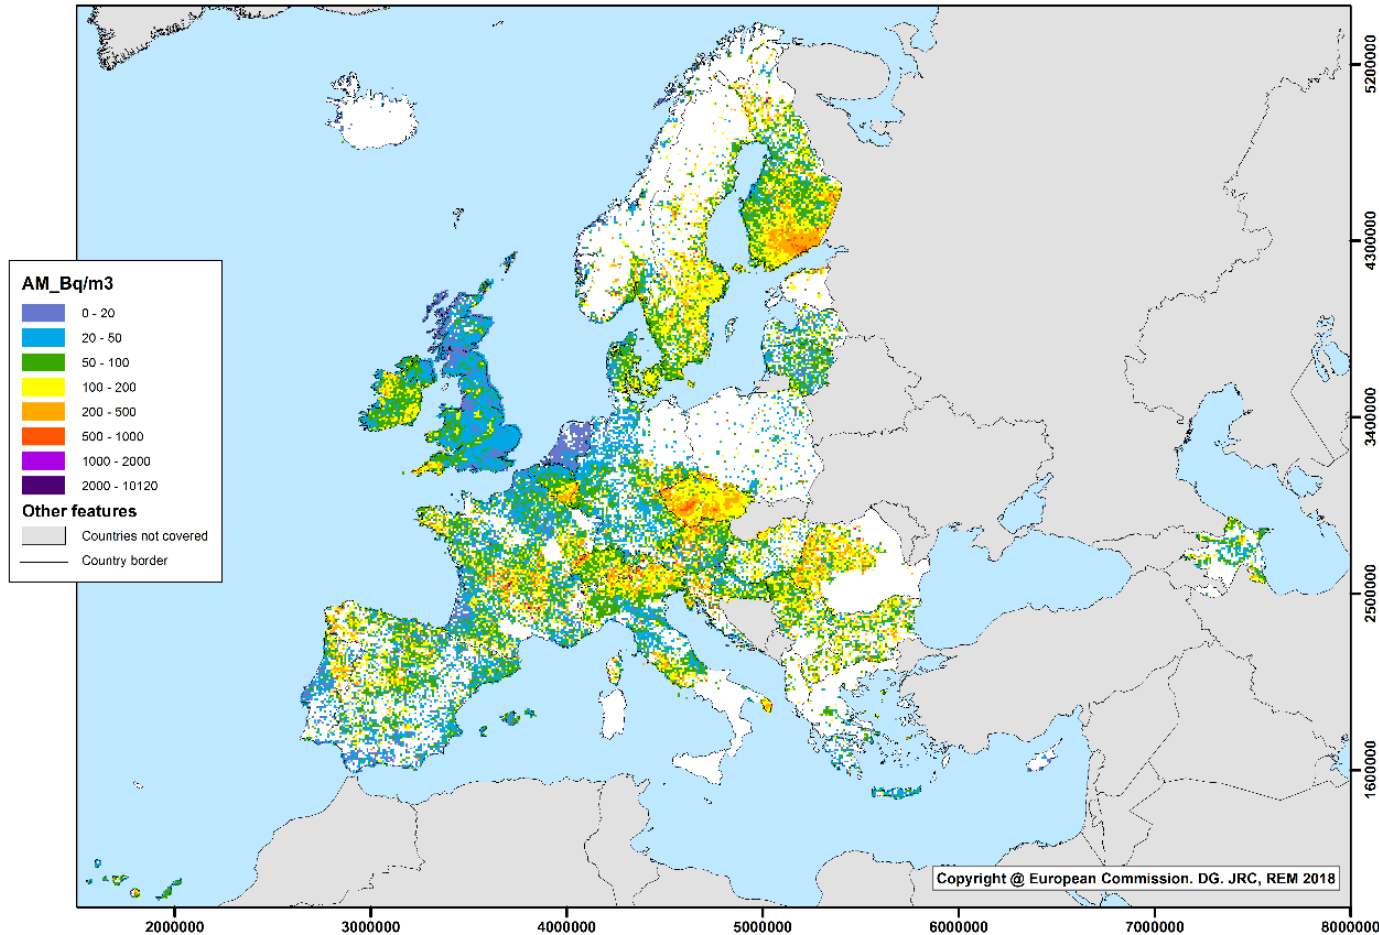 AM_Bq/m3
0 - 20
20 - 50
50 - 100
100 - 200
200 - 500
500 - 1000
1000 - 2000
2000 - 10120
Other features
Countries not covered
Country border
5200000
4300000
3400000
2500000
1600000
Copyright @ European Commission. DG. JRC, REM 2018
2000000 3000000 4000000 5000000 6000000 7000000 8000000